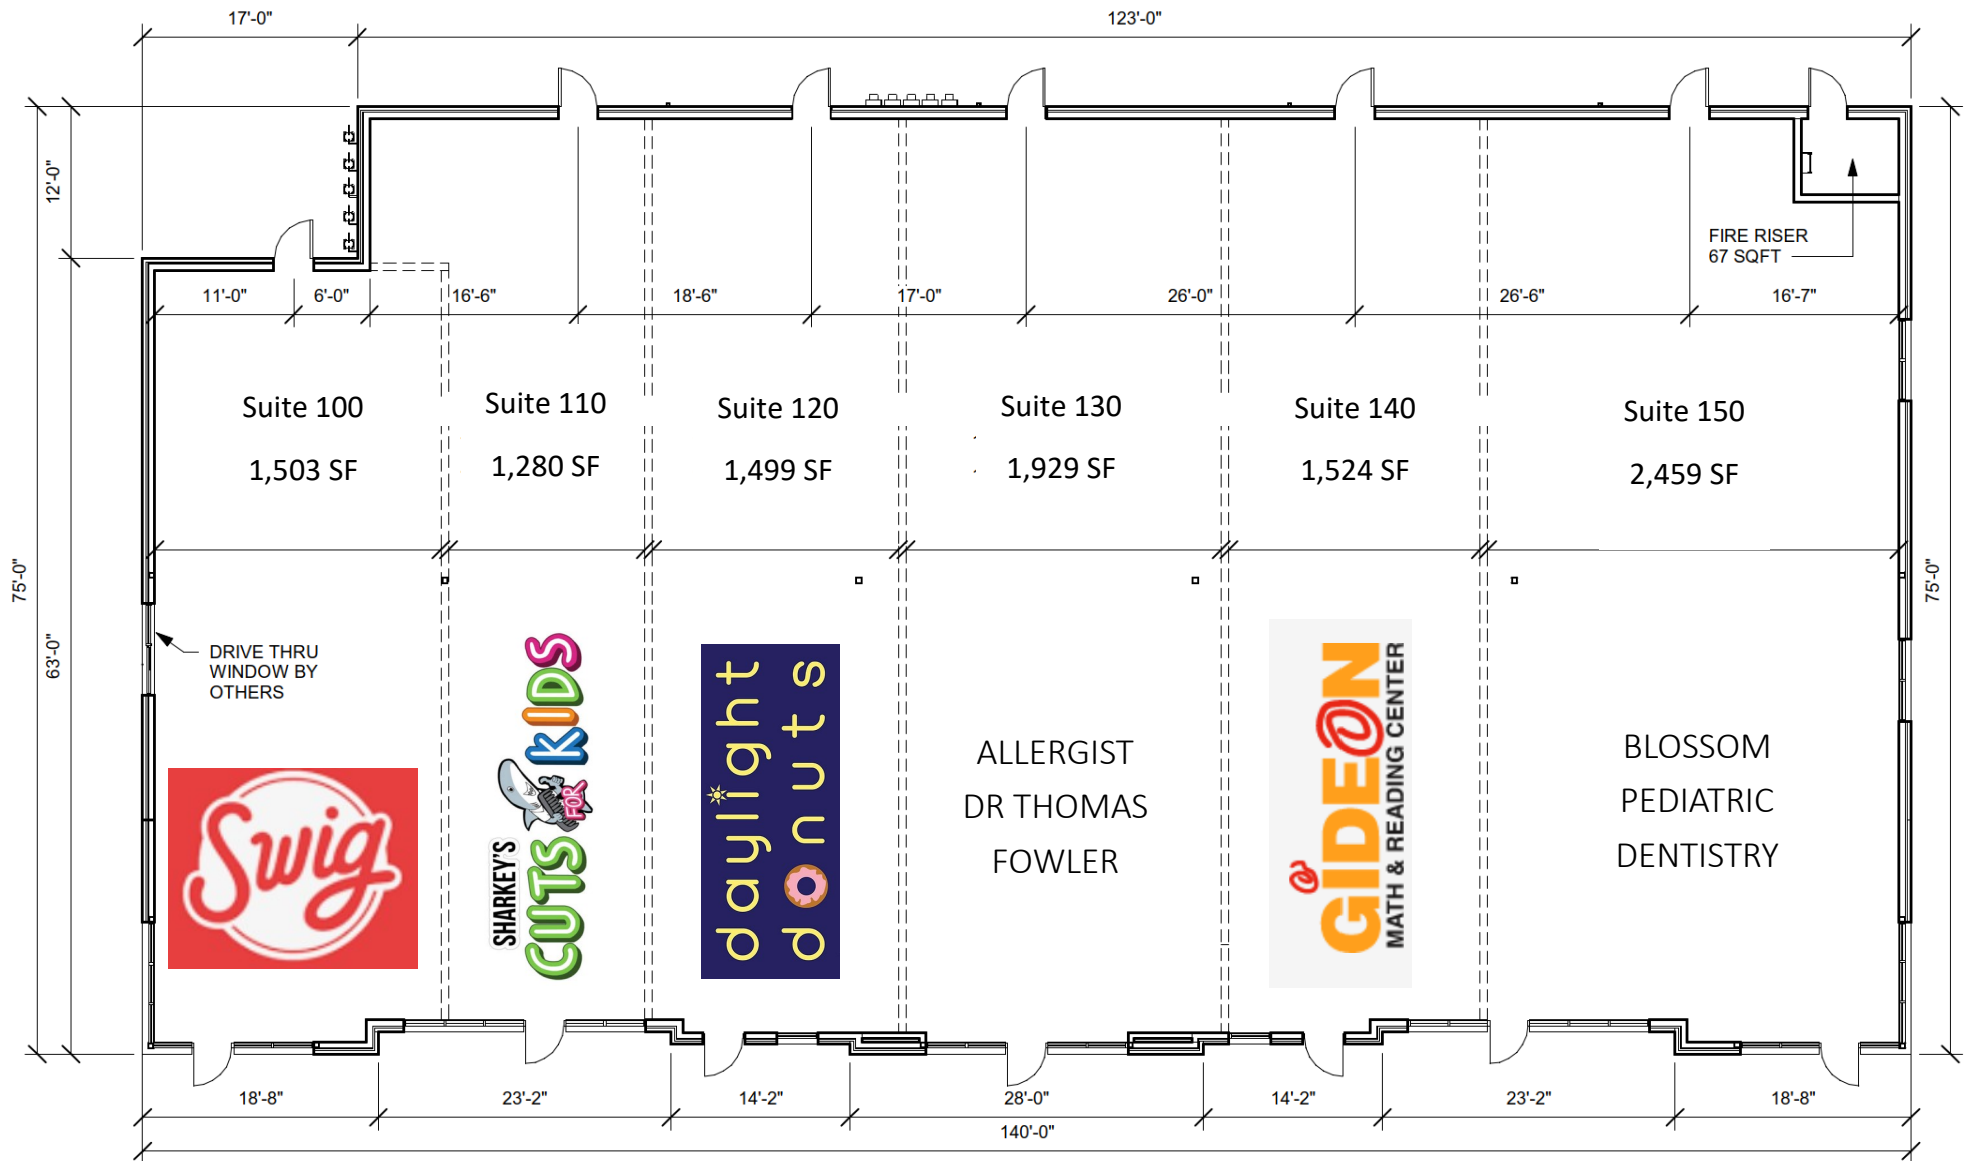 17'-0"
123'-0"
12'-0"
75'-0"
63'-0"
75'-0"
FIRE RISER
67 SQFT
11'-0"
6'-0"
16'-6"
18'-6"
17'-0"
26'-0"
26'-6"
16'-7"
Suite 100
1,503 SF
Suite 110
1,280 SF
Suite 120
1,499 SF
Suite 130
1,929 SF
Suite 140
1,524 SF
Suite 150
2,459 SF
DRIVE THRU
WINDOW BY
OTHERS
Swig
SHARKEY'S
CUTS FOR KIDS
daylight
donuts
ALLERGIST
DR THOMAS
FOWLER
GIDE@N
MATH & READING CENTER
BLOSSOM
PEDIATRIC
DENTISTRY
18'-8"
23'-2"
14'-2"
28'-0"
14'-2"
23'-2"
18'-8"
140'-0"